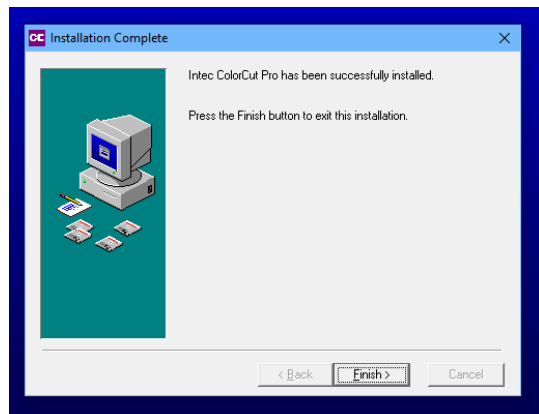 CC Installation Complete
Intec ColorCut Pro has been successfully installed.
Press the Finish button to exit this installation.
< Back
Finish >
Cancel